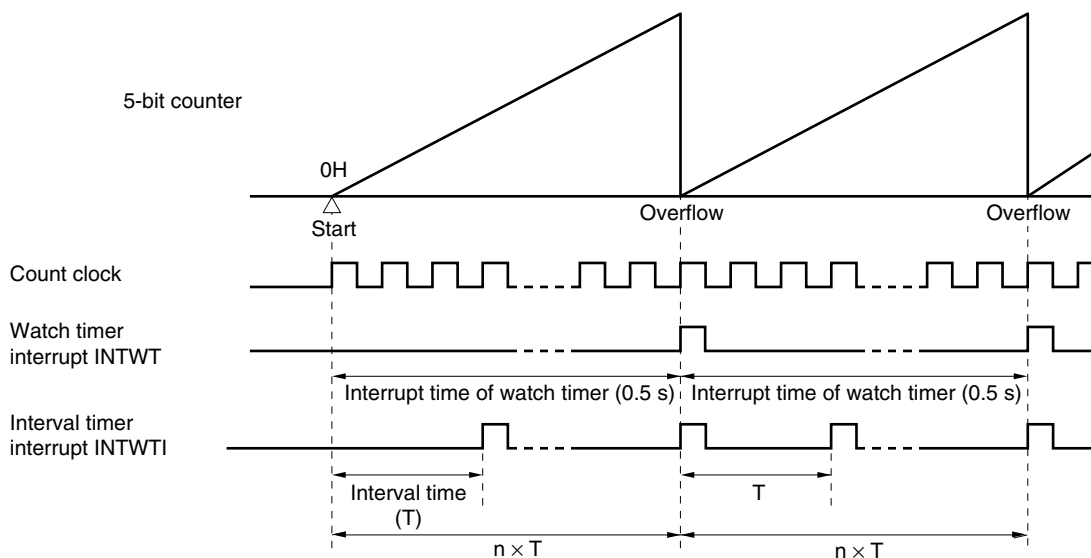 5-bit counter
0H
Start
Overflow
Overflow
Count clock
Watch timer
interrupt INTWT
Interrupt time of watch timer (0.5 s)
Interrupt time of watch timer (0.5 s)
Interval timer
interrupt INTWTI
Interval time
(T)
T
n × T
n × T